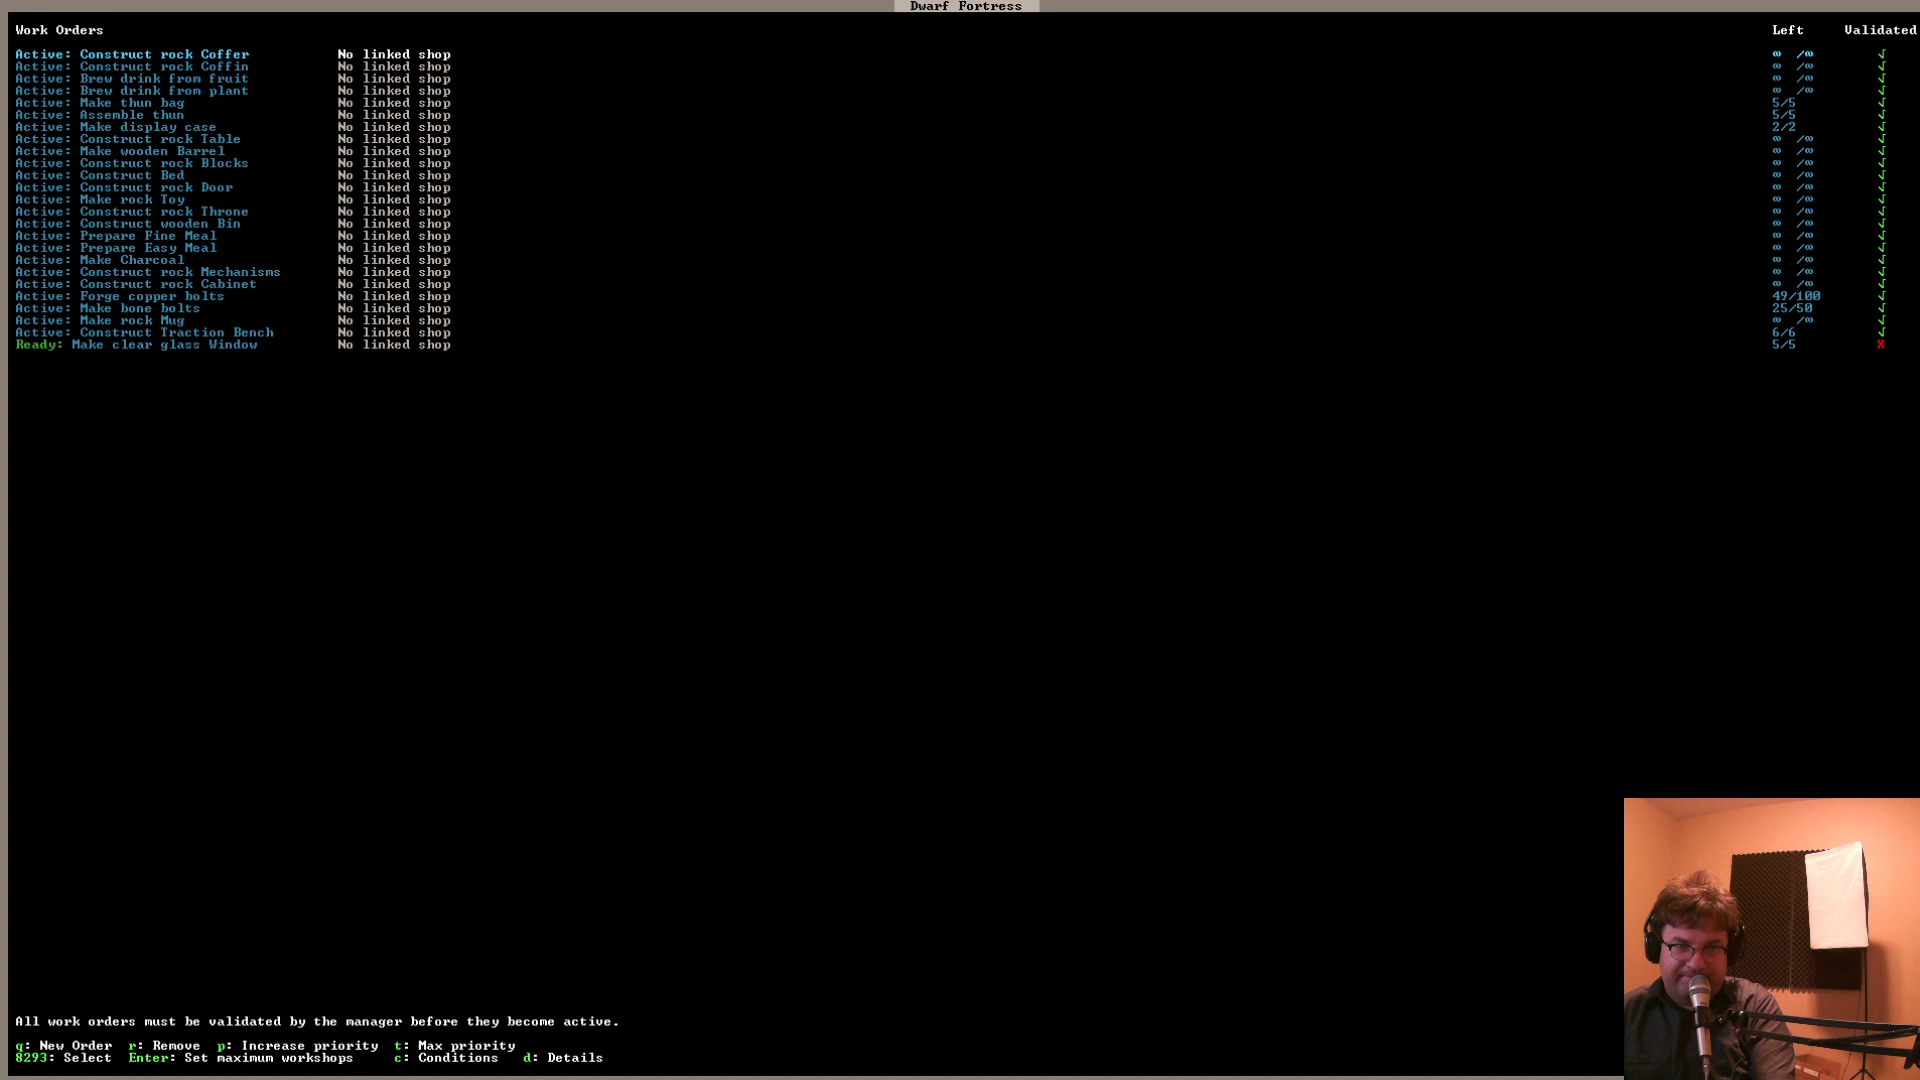 Dwarf Fortress
Work Orders Left Validated
Active: Construct rock Coffer No linked shop ∞ /∞ √
Active: Construct rock Coffin No linked shop ∞ /∞ √
Active: Brew drink from fruit No linked shop ∞ /∞ √
Active: Brew drink from plant No linked shop ∞ /∞ √
Active: Make thun bag No linked shop 5/5 √
Active: Assemble thun No linked shop 5/5 √
Active: Make display case No linked shop 2/2 √
Active: Construct rock Table No linked shop ∞ /∞ √
Active: Make wooden Barrel No linked shop ∞ /∞ √
Active: Construct rock Blocks No linked shop ∞ /∞ √
Active: Construct Bed No linked shop ∞ /∞ √
Active: Construct rock Door No linked shop ∞ /∞ √
Active: Make rock Toy No linked shop ∞ /∞ √
Active: Construct rock Throne No linked shop ∞ /∞ √
Active: Construct wooden Bin No linked shop ∞ /∞ √
Active: Prepare Fine Meal No linked shop ∞ /∞ √
Active: Prepare Easy Meal No linked shop ∞ /∞ √
Active: Make Charcoal No linked shop ∞ /∞ √
Active: Construct rock Mechanisms No linked shop ∞ /∞ √
Active: Construct rock Cabinet No linked shop ∞ /∞ √
Active: Forge copper bolts No linked shop 49/100 √
Active: Make bone bolts No linked shop 25/50 √
Active: Make rock Mug No linked shop ∞ /∞ √
Active: Construct Traction Bench No linked shop 6/6 √
Ready: Make clear glass Window No linked shop 5/5 X
All work orders must be validated by the manager before they become active.
q: New Order r: Remove p: Increase priority t: Max priority
8293: Select Enter: Set maximum workshops c: Conditions d: Details